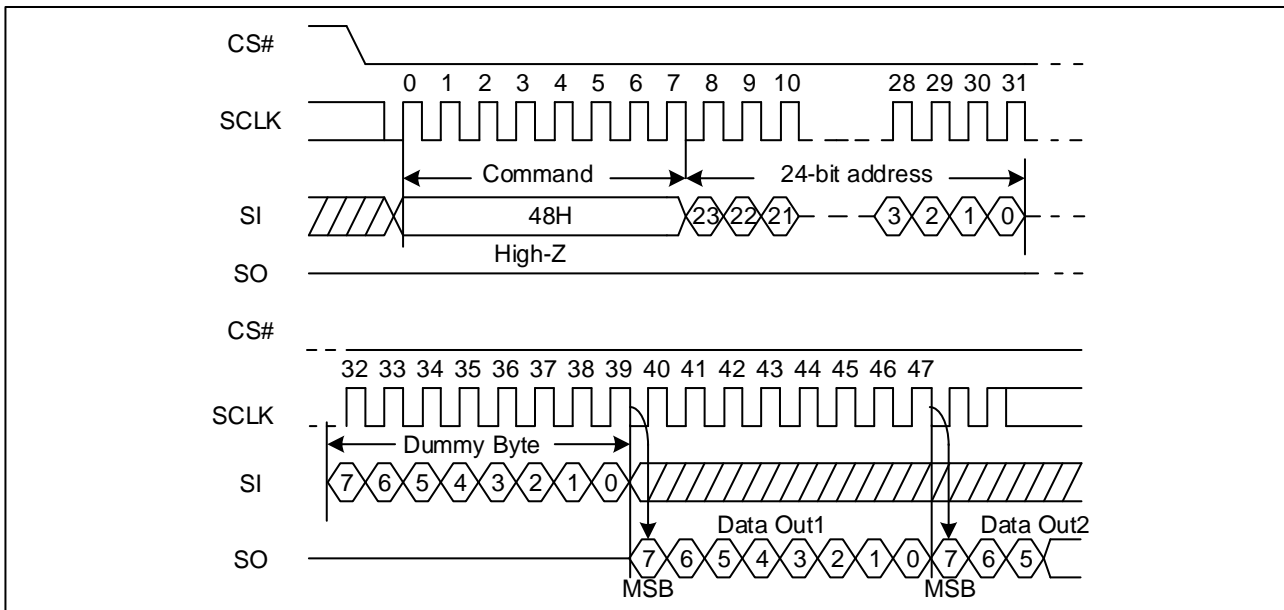 CS#
0 1 2 3 4 5 6 7 8 9 10 28 29 30 31
SCLK
Command 24-bit address
SI 48H 23 22 21 3 2 1 0
High-Z
SO
CS#
32 33 34 35 36 37 38 39 40 41 42 43 44 45 46 47
SCLK
Dummy Byte
SI 7 6 5 4 3 2 1 0
Data Out1 Data Out2
SO 7 6 5 4 3 2 1 0 7 6 5
MSB MSB